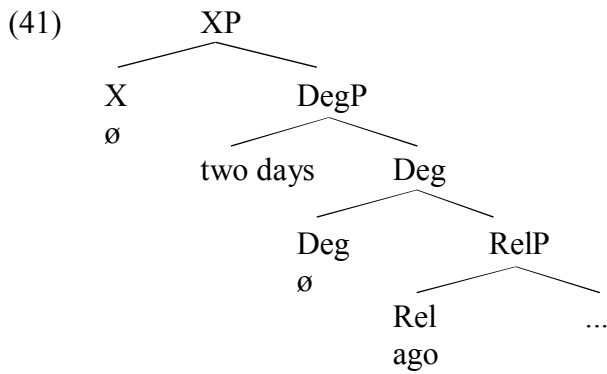 (41) XP
X DegP
ø
two days Deg
Deg RelP
ø
Rel ...
ago